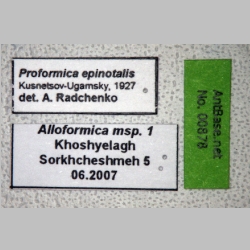 Proformica epinotalis
Kusnetsov-Ugamsky, 1927
det. A. Radchenko
Alloformica msp. 1
Khoshyelagh
Sorkhcheshmeh 5
06.2007
AntBase.net
No. 00878